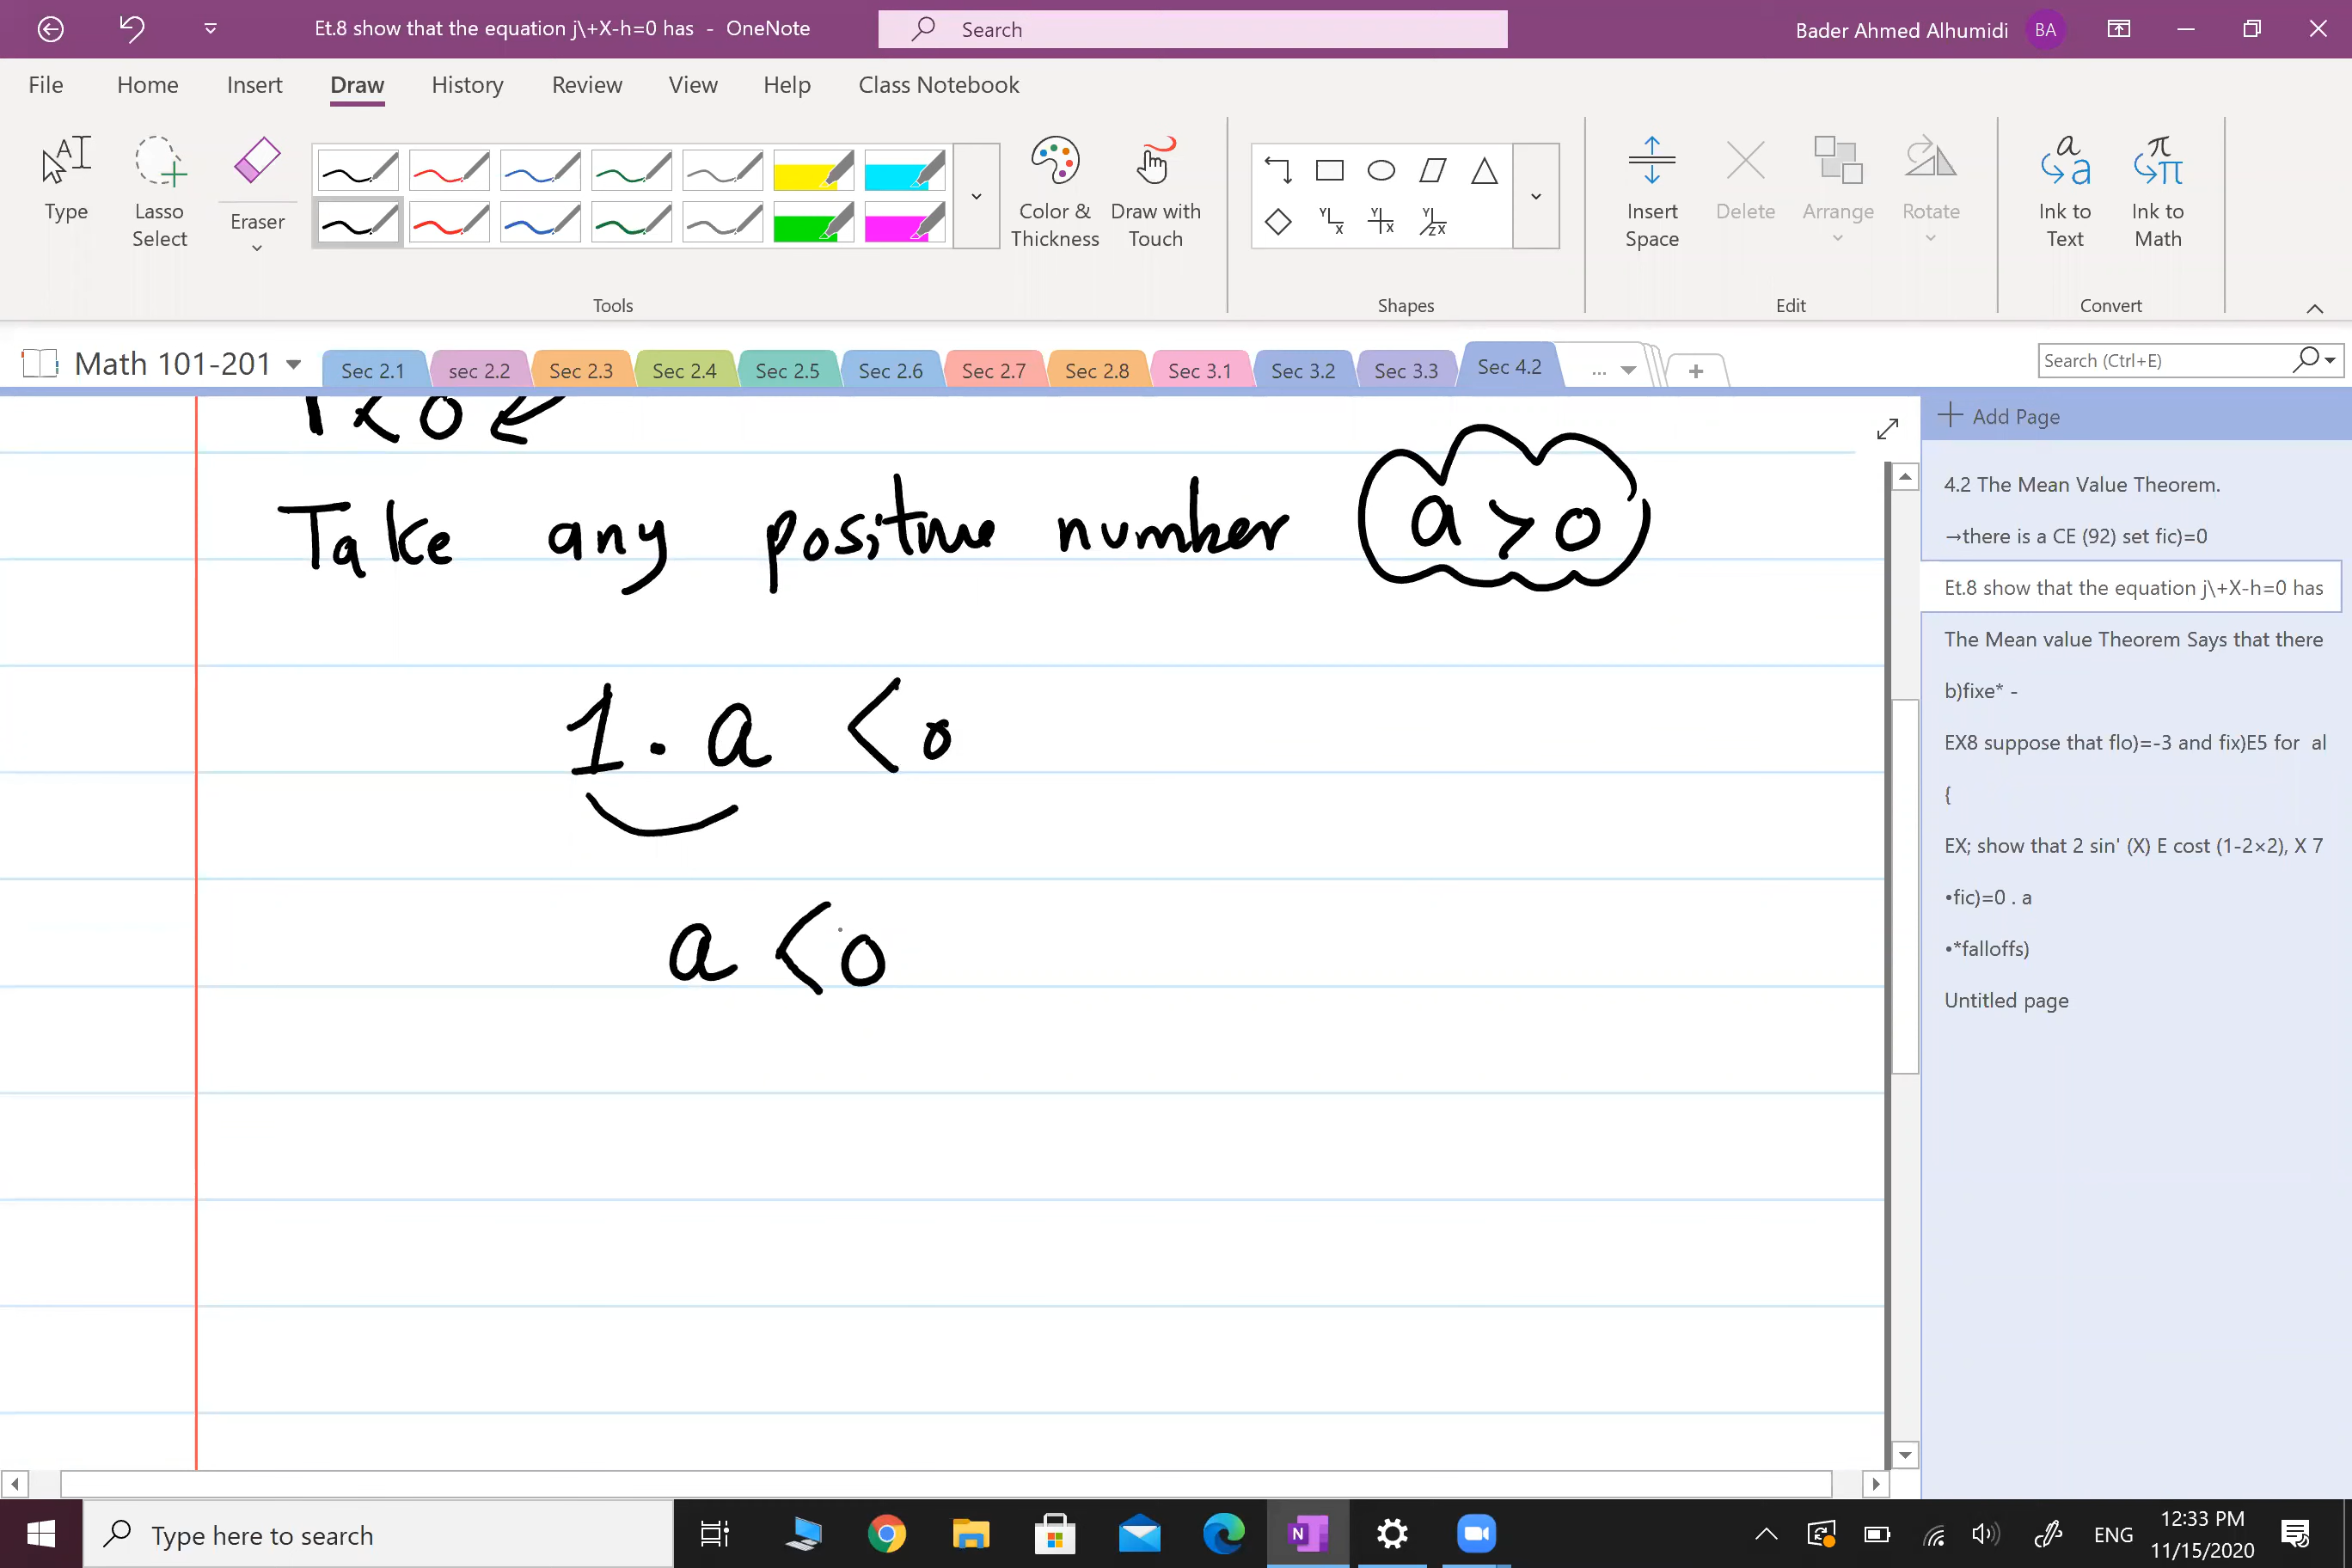 Et.8 show that the equation j\+X-h=0 has - OneNote
Search
Bader Ahmed Alhumidi BA
File Home Insert Draw History Review View Help Class Notebook
Type
Lasso Select
Eraser
Color & Thickness
Draw with Touch
Insert Space
Delete
Arrange
Rotate
Ink to Text
Ink to Math
Tools Shapes Edit Convert
Math 101-201
Sec 2.1 sec 2.2 Sec 2.3 Sec 2.4 Sec 2.5 Sec 2.6 Sec 2.7 Sec 2.8 Sec 3.1 Sec 3.2 Sec 3.3 Sec 4.2 ... +
Search (Ctrl+E)
1 < 0
Take any positive number a > 0
1 . a < 0
a < 0
Add Page
4.2 The Mean Value Theorem.
→there is a CE (92) set fic)=0
Et.8 show that the equation j\+X-h=0 has
The Mean value Theorem Says that there
b)fixe* -
EX8 suppose that flo)=-3 and fix)E5 for al
{
EX; show that 2 sin' (X) E cost (1-2×2), X 7
•fic)=0 . a
•*falloffs)
Untitled page
Type here to search
ENG
12:33 PM
11/15/2020